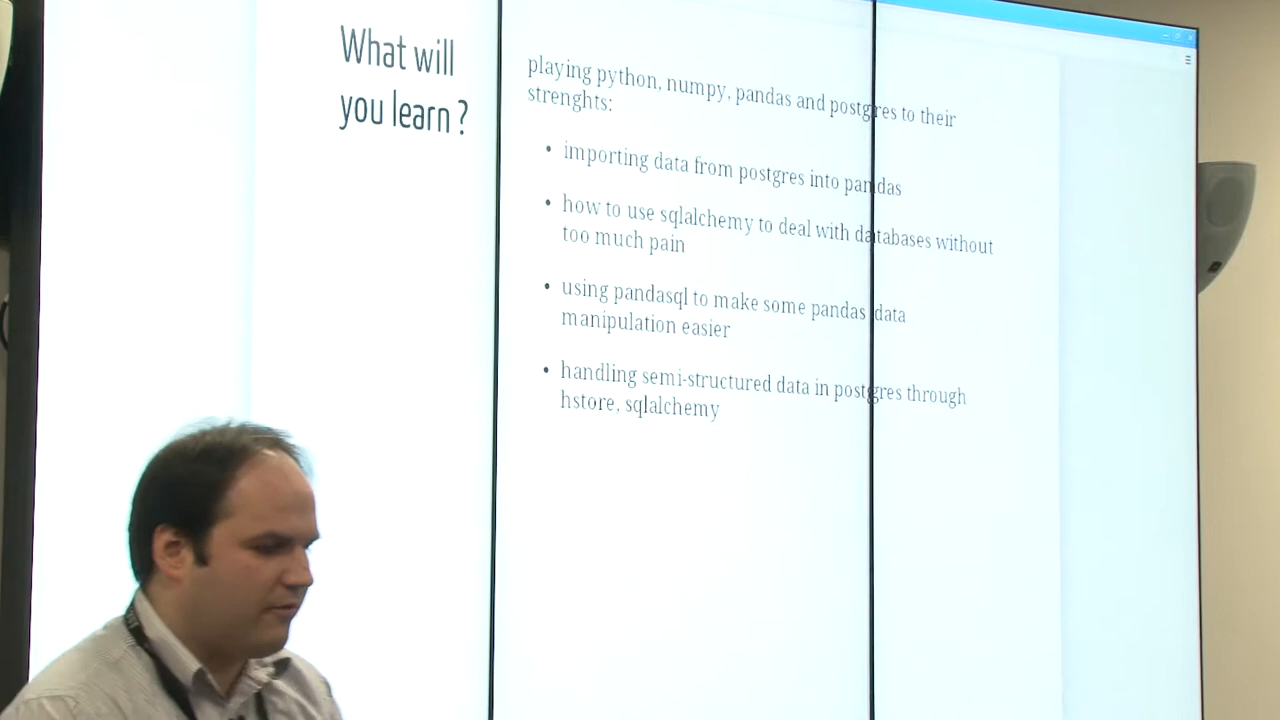 What will
you learn ?
playing python, numpy, pandas and postgres to their
strenghts:
• importing data from postgres into pandas
• how to use sqlalchemy to deal with databases without
too much pain
• using pandasql to make some pandas data
manipulation easier
• handling semi-structured data in postgres through
hstore, sqlalchemy